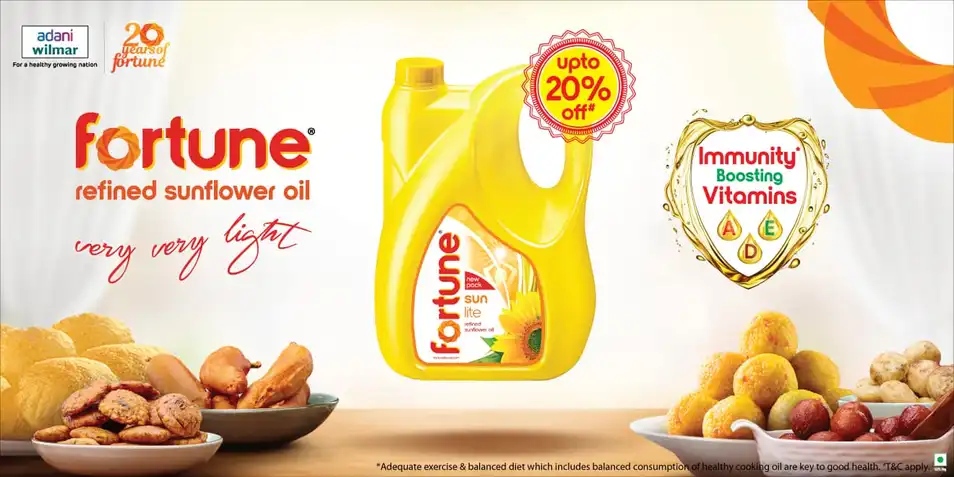 adani
wilmar
For a healthy growing nation
20
years of
fortune
fortune®
refined sunflower oil
very very light
upto
20%
off#
Immunity*
Boosting
Vitamins
A E
D
fortune®
new
pack
sun
lite
refined
sunflower oil
*Adequate exercise & balanced diet which includes balanced consumption of healthy cooking oil are key to good health. #T&C apply.